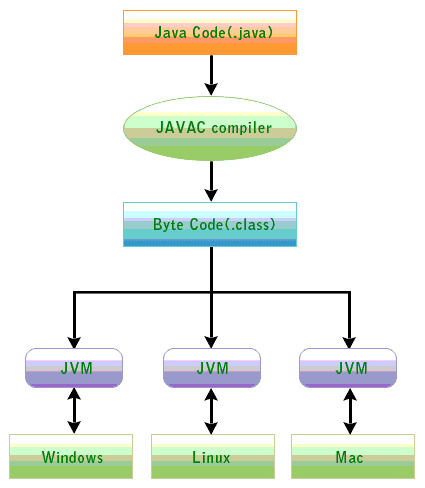 Java Code(.java)
JAVAC compiler
Byte Code(.class)
JVM JVM JVM
Windows Linux Mac